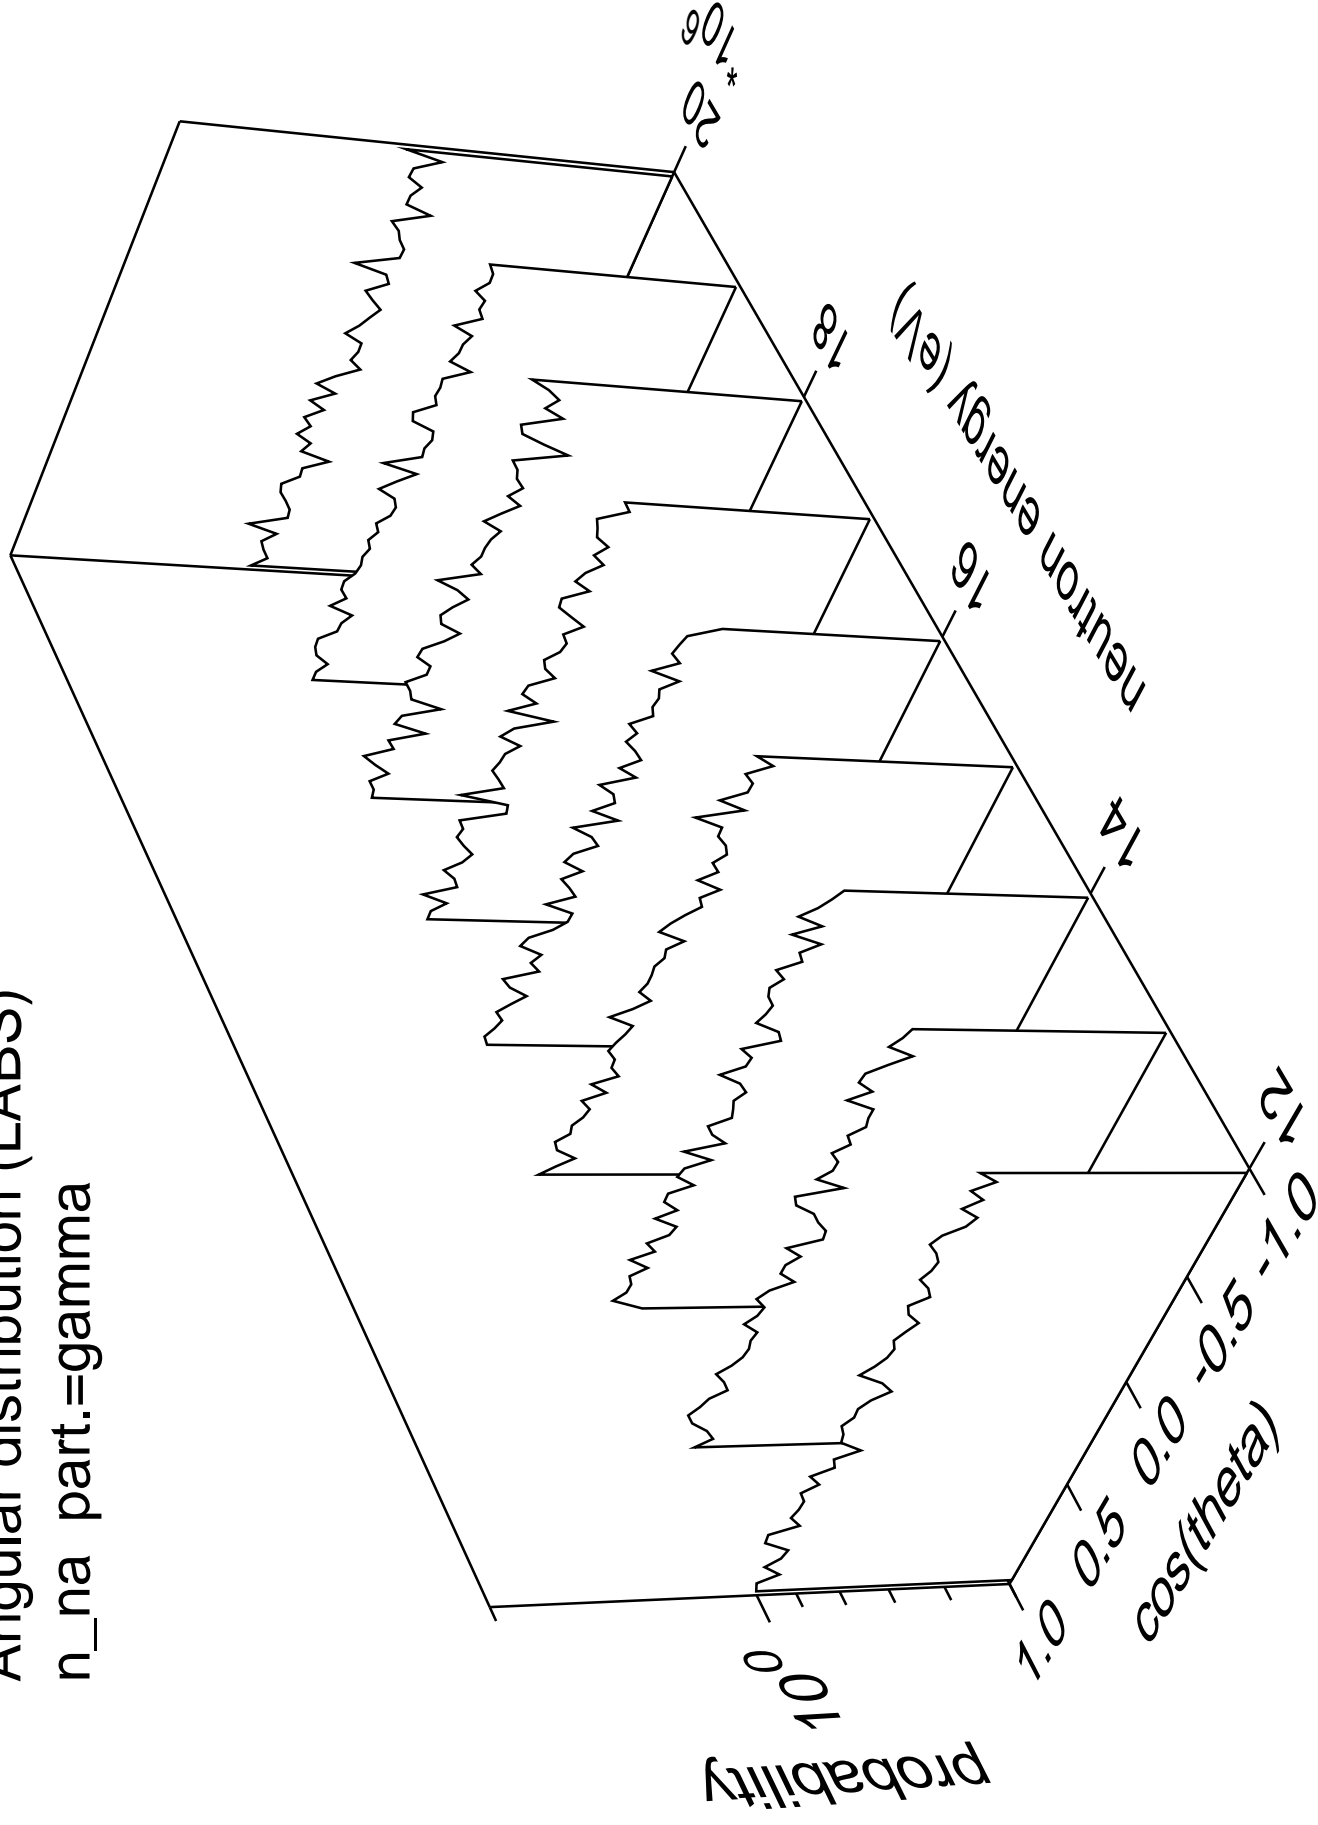 Angular distribution (LABS)
n_na part.=gamma
probability
10 0
1.0 0.5 0.0 -0.5 -1.0
cos(theta)
12 14 16 18 20 * 10 6
neutron energy (eV)